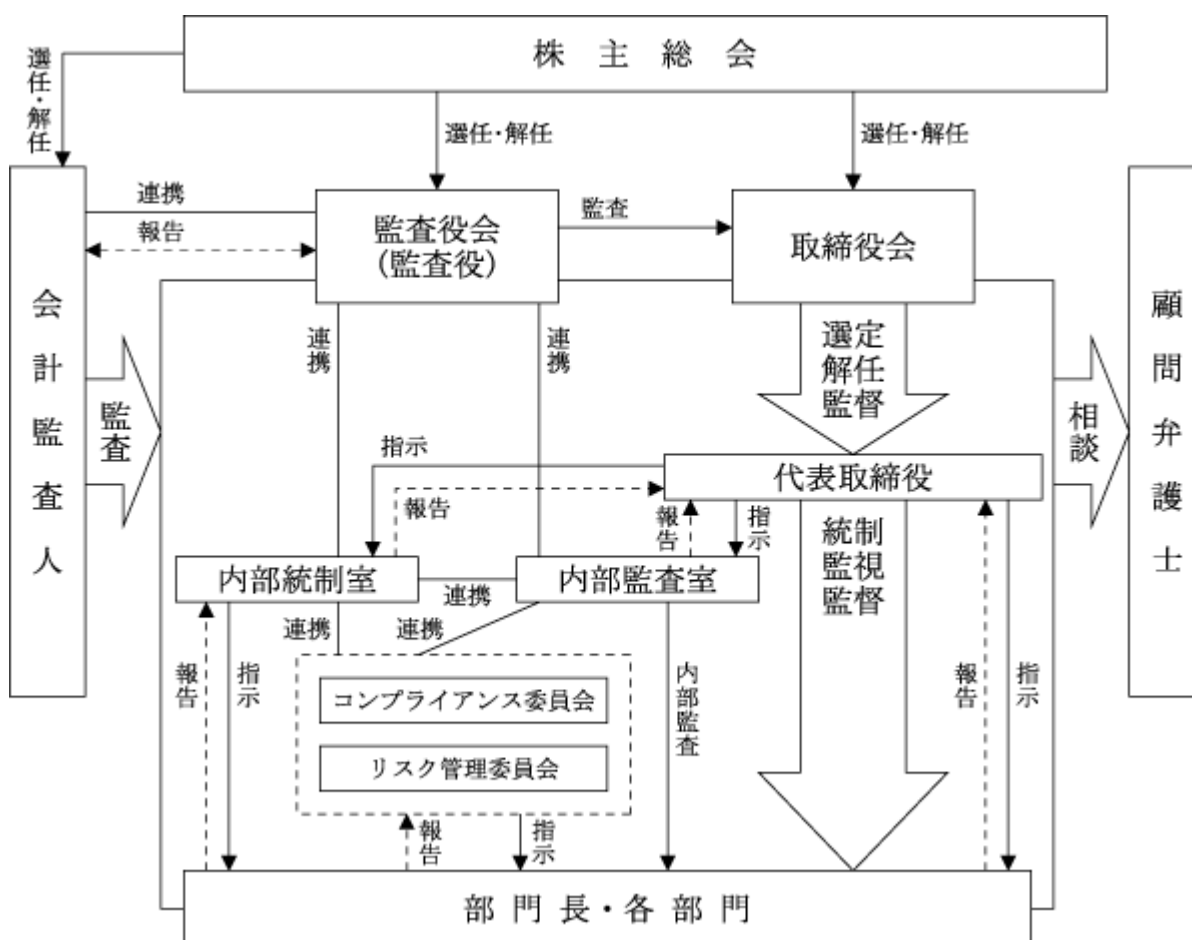 株主総会
選任・解任
選任・解任
選任・解任
連携
報告
監査役会
(監査役)
監査
取締役会
会計監査人
監査
連携
連携
選定
解任
監督
相談
顧問弁護士
指示
報告
代表取締役
報告
指示
統制
監視
監督
内部統制室
連携
内部監査室
連携
連携
報告
指示
コンプライアンス委員会
リスク管理委員会
内部監査
報告
指示
報告
指示
部門長・各部門